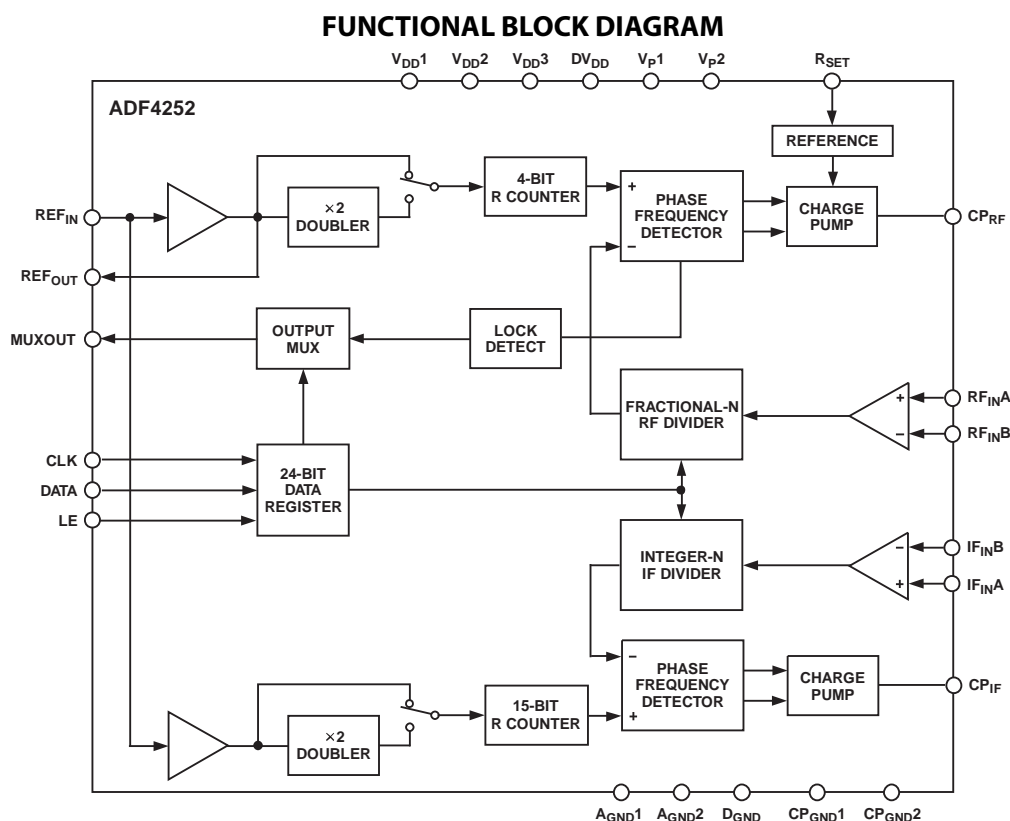 FUNCTIONAL BLOCK DIAGRAM
VDD1 VDD2 VDD3 DVDD VP1 VP2 RSET
ADF4252
REFERENCE
4-BIT
R COUNTER
+
PHASE
FREQUENCY
DETECTOR
−
CHARGE
PUMP
CPRF
REFIN
×2
DOUBLER
REFOUT
MUXOUT
OUTPUT
MUX
LOCK
DETECT
FRACTIONAL-N
RF DIVIDER
+
−
RFINA
RFINB
CLK
DATA
LE
24-BIT
DATA
REGISTER
INTEGER-N
IF DIVIDER
−
+
IFINB
IFINA
−
PHASE
FREQUENCY
DETECTOR
+
CHARGE
PUMP
CPIF
15-BIT
R COUNTER
×2
DOUBLER
AGND1 AGND2 DGND CPGND1 CPGND2